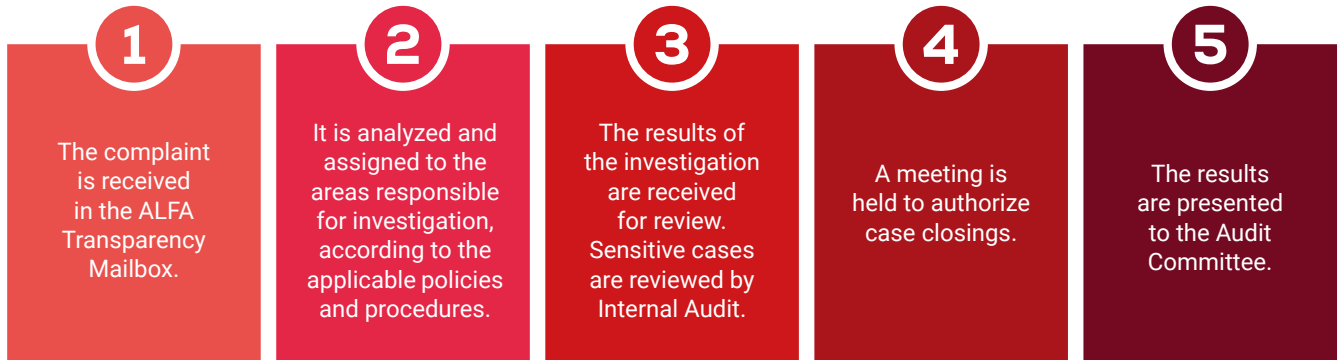 1
The complaint
is received
in the ALFA
Transparency
Mailbox.
2
It is analyzed and
assigned to the
areas responsible
for investigation,
according to the
applicable policies
and procedures.
3
The results of
the investigation
are received
for review.
Sensitive cases
are reviewed by
Internal Audit.
4
A meeting is
held to authorize
case closings.
5
The results
are presented
to the Audit
Committee.